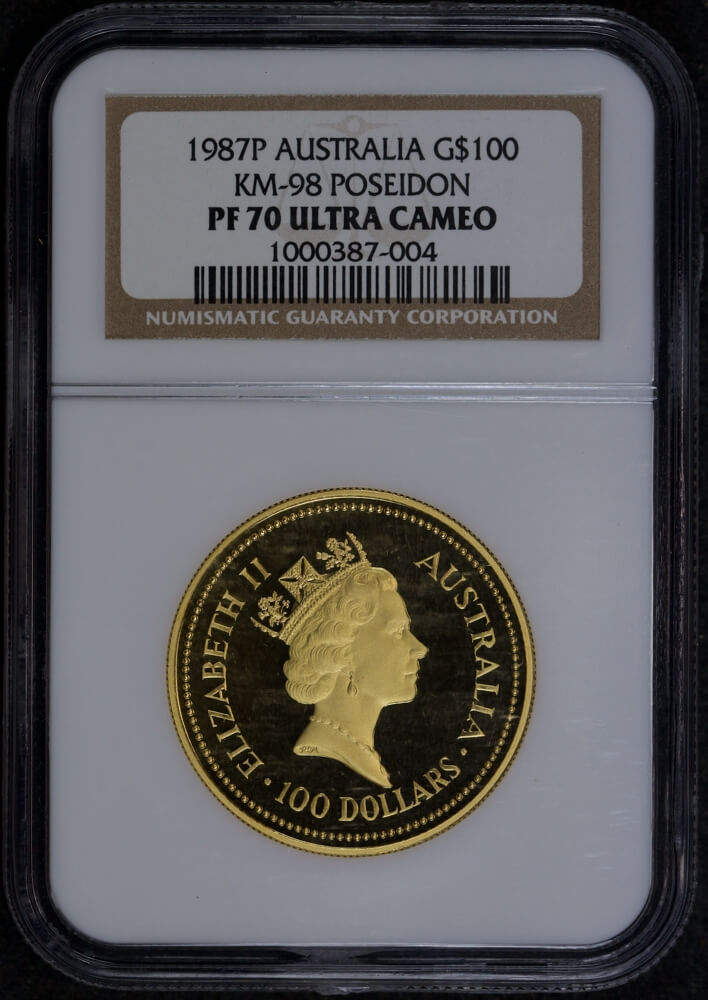 1987P AUSTRALIA G$100
KM-98 POSEIDON
PF 70 ULTRA CAMEO
1000387-004
NUMISMATIC GUARANTY CORPORATION
ELIZABETH II
AUSTRALIA
· 100 DOLLARS ·
RDM